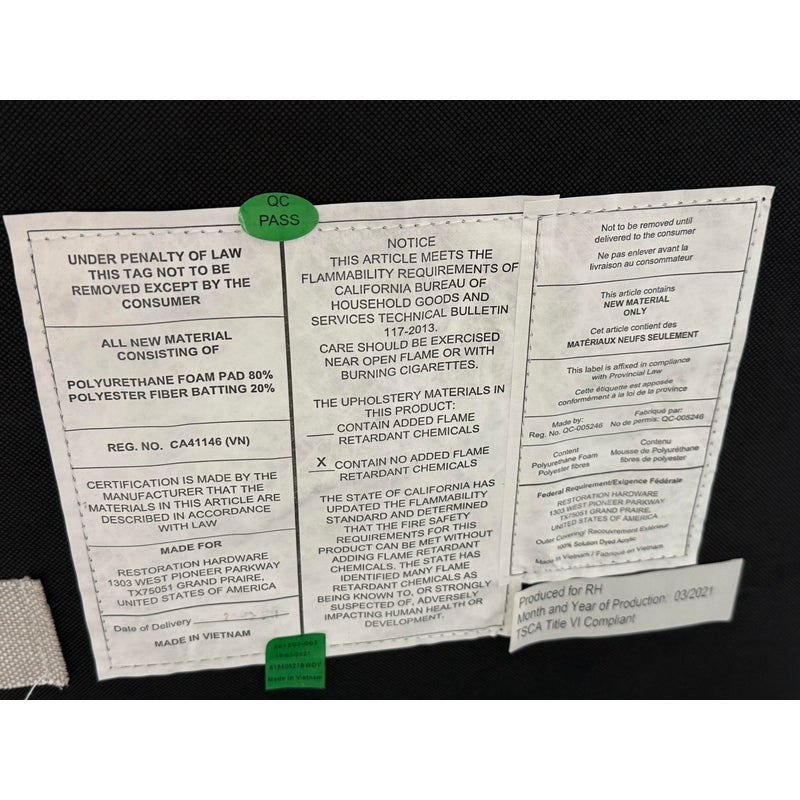 QC
PASS
UNDER PENALTY OF LAW
THIS TAG NOT TO BE
REMOVED EXCEPT BY THE
CONSUMER
ALL NEW MATERIAL
CONSISTING OF
POLYURETHANE FOAM PAD 80%
POLYESTER FIBER BATTING 20%
REG. NO. CA41146 (VN)
CERTIFICATION IS MADE BY THE
MANUFACTURER THAT THE
MATERIALS IN THIS ARTICLE ARE
DESCRIBED IN ACCORDANCE
WITH LAW
MADE FOR
RESTORATION HARDWARE
1303 WEST PIONEER PARKWAY
TX75051 GRAND PRAIRE,
UNITED STATES OF AMERICA
Date of Delivery
MADE IN VIETNAM
NOTICE
THIS ARTICLE MEETS THE
FLAMMABILITY REQUIREMENTS OF
CALIFORNIA BUREAU OF
HOUSEHOLD GOODS AND
SERVICES TECHNICAL BULLETIN
117-2013.
CARE SHOULD BE EXERCISED
NEAR OPEN FLAME OR WITH
BURNING CIGARETTES.
THE UPHOLSTERY MATERIALS IN
THIS PRODUCT:
___ CONTAIN ADDED FLAME
RETARDANT CHEMICALS
X CONTAIN NO ADDED FLAME
RETARDANT CHEMICALS
THE STATE OF CALIFORNIA HAS
UPDATED THE FLAMMABILITY
STANDARD AND DETERMINED
THAT THE FIRE SAFETY
REQUIREMENTS FOR THIS
PRODUCT CAN BE MET WITHOUT
ADDING FLAME RETARDANT
CHEMICALS. THE STATE HAS
IDENTIFIED MANY FLAME
RETARDANT CHEMICALS AS
BEING KNOWN TO, OR STRONGLY
SUSPECTED OF, ADVERSELY
IMPACTING HUMAN HEALTH OR
DEVELOPMENT.
Made in Vietnam
Not to be removed until
delivered to the consumer
Ne pas enlever avant la
livraison au consommateur
This article contains
NEW MATERIAL
ONLY
Cet article contient des
MATÉRIAUX NEUFS SEULEMENT
This label is affixed in compliance
with Provincial Law
Cette étiquette est apposée
conformément à la loi de la province
Made by: Fabriqué par:
Reg. No. QC-005246 No de permis: QC-005246
Content Contenu
Polyurethane Foam Mousse de Polyuréthane
Polyester fibres fibres de polyester
Federal Requirement/Exigence Fédérale
RESTORATION HARDWARE
1303 WEST PIONEER PARKWAY
TX75051 GRAND PRAIRE,
UNITED STATES OF AMERICA
Outer Covering/ Recouvrement Extérieur
100% Solution Dyed Acrylic
Made in Vietnam / Fabriqué en Vietnam
Produced for RH
Month and Year of Production: 03/2021
TSCA Title VI Compliant